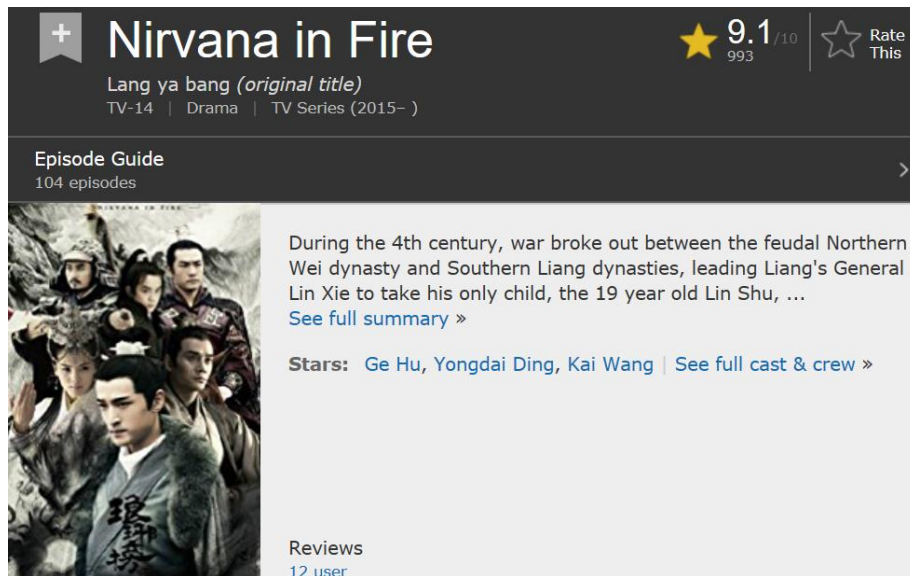 +
Nirvana in Fire
9.1/10
993
Rate
This
Lang ya bang (original title)
TV-14 | Drama | TV Series (2015– )
Episode Guide
104 episodes
NIRVANA IN FIRE
琅琊榜
During the 4th century, war broke out between the feudal Northern
Wei dynasty and Southern Liang dynasties, leading Liang's General
Lin Xie to take his only child, the 19 year old Lin Shu, ...
See full summary »
Stars: Ge Hu, Yongdai Ding, Kai Wang | See full cast & crew »
Reviews
12 user